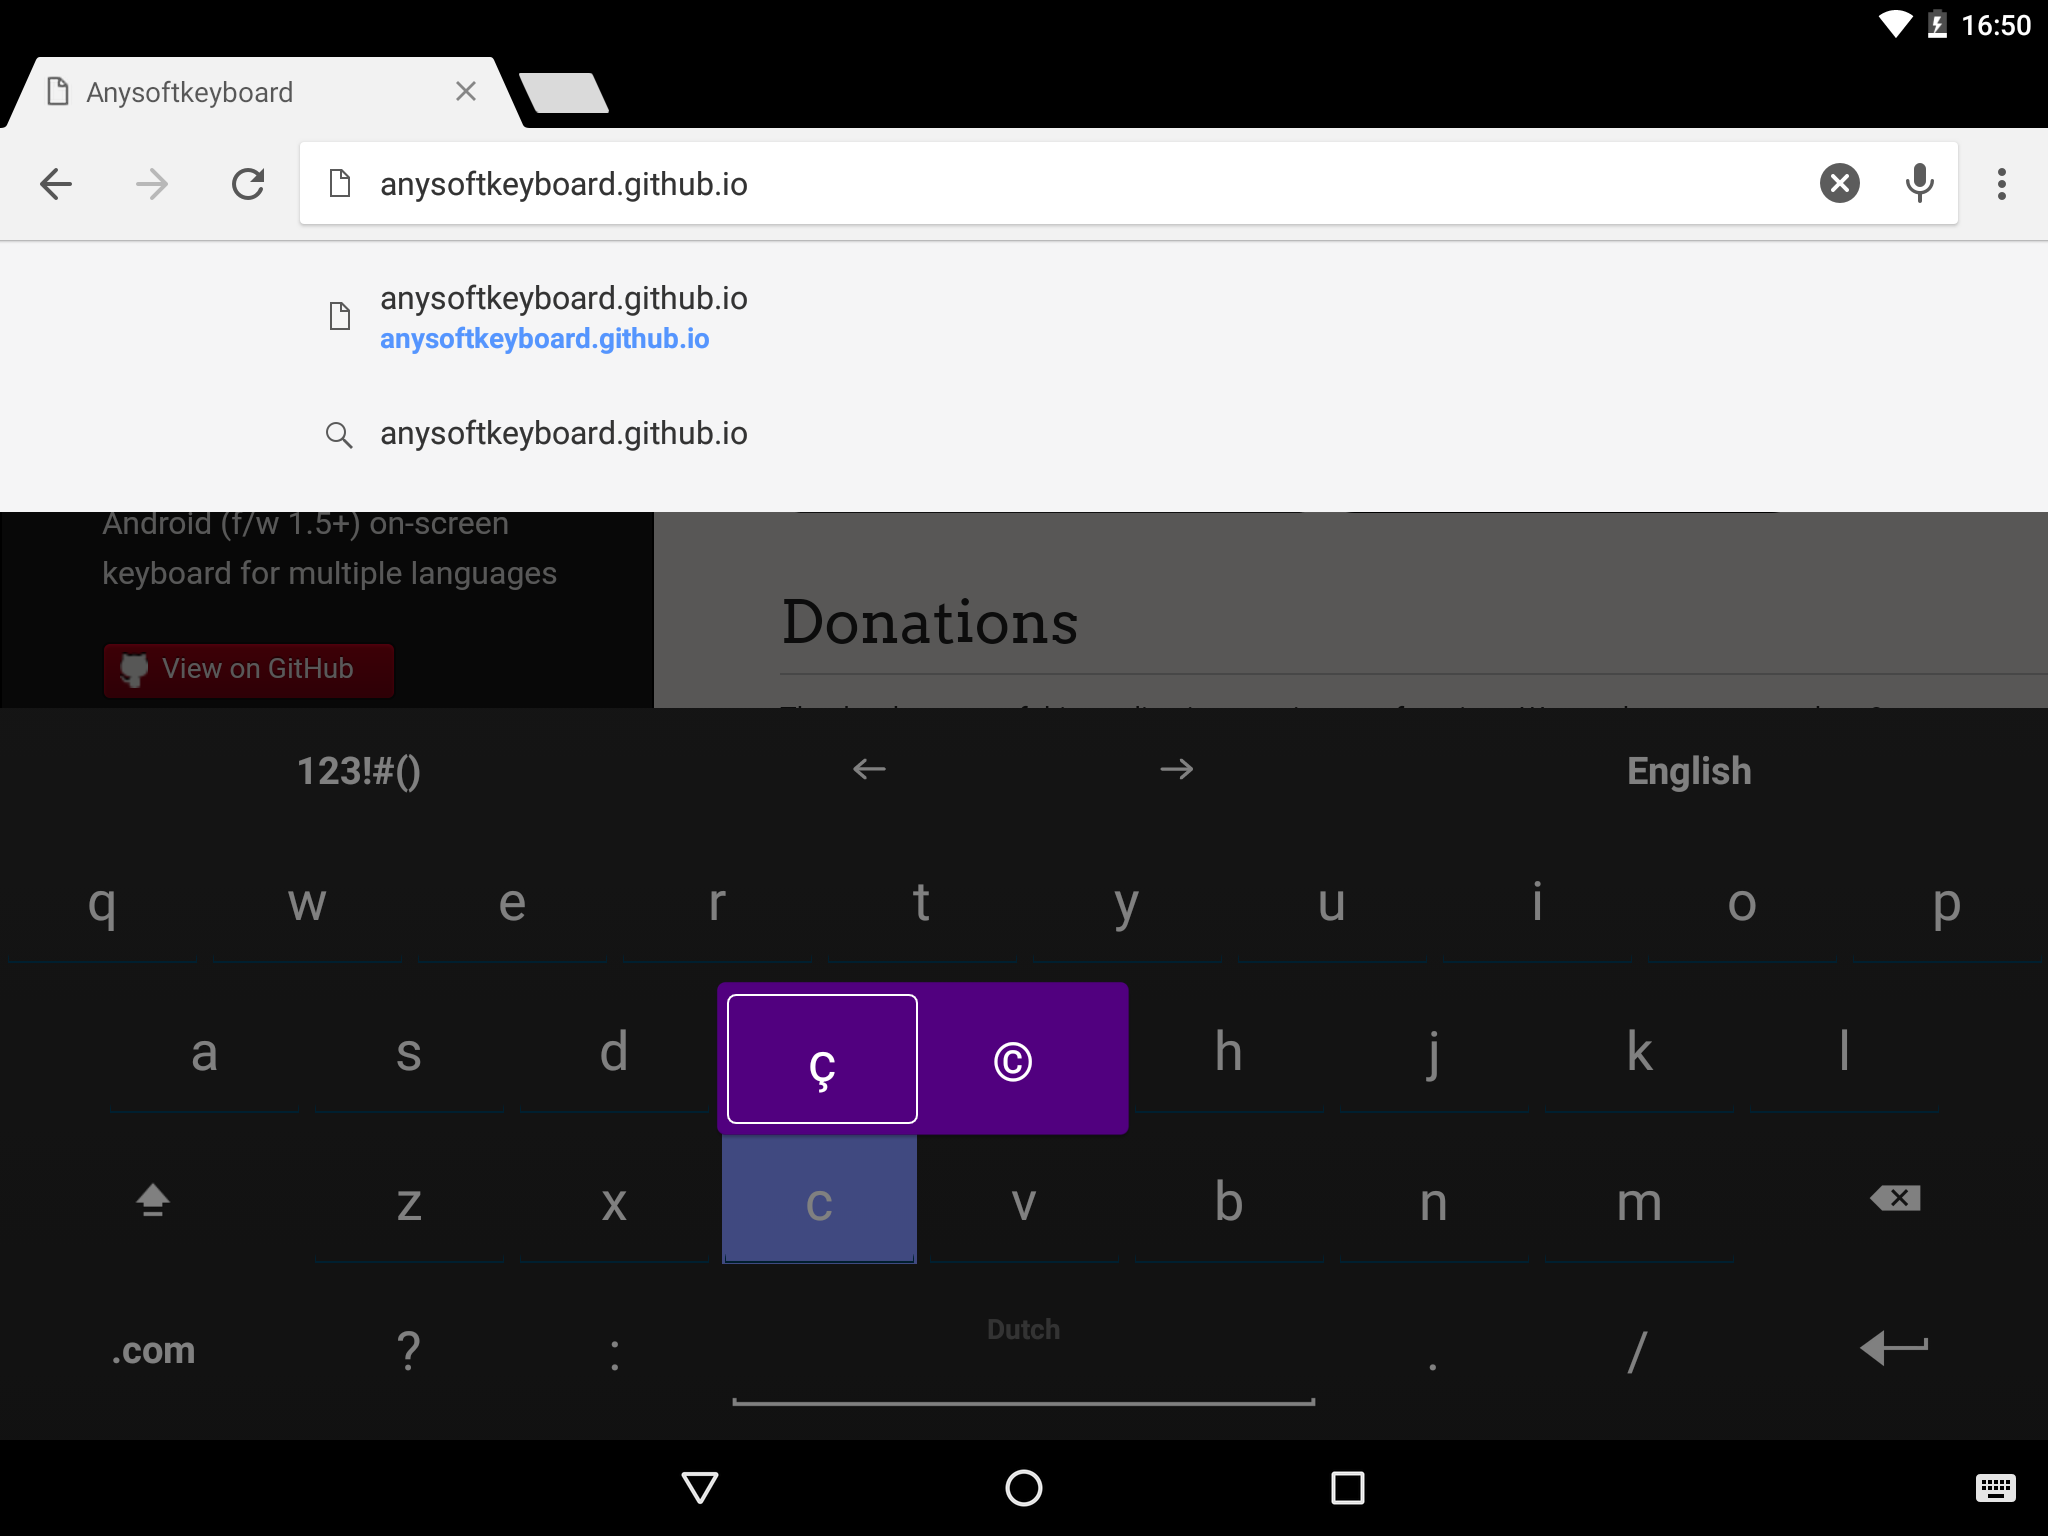 16:50
Anysoftkeyboard
anysoftkeyboard.github.io
anysoftkeyboard.github.io
anysoftkeyboard.github.io
anysoftkeyboard.github.io
Android (f/w 1.5+) on-screen
keyboard for multiple languages
View on GitHub
Donations
123!#() ← → English
q w e r t y u i o p
a s d ç © h j k l
z x c v b n m
.com ? : Dutch . /